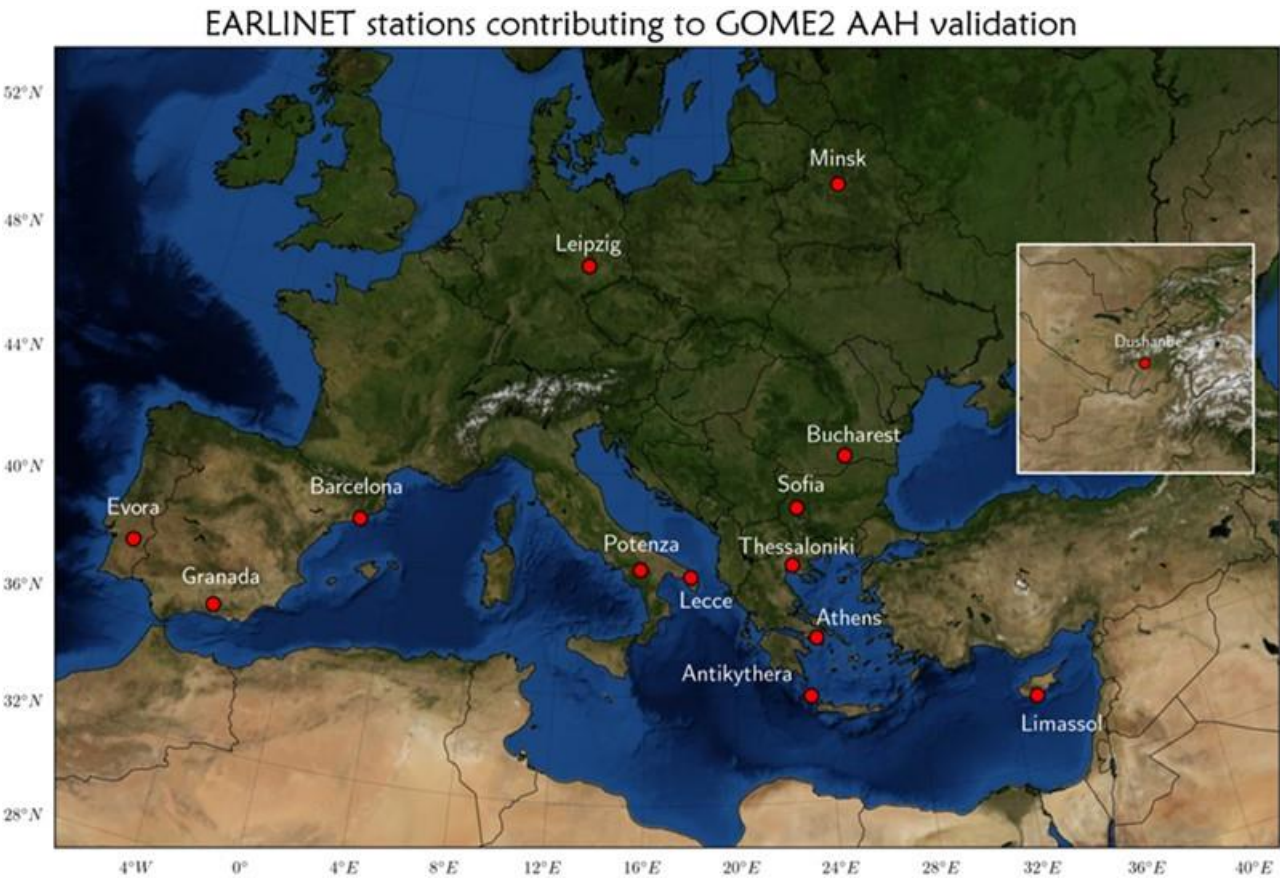 EARLINET stations contributing to GOME2 AAH validation
52°N
Minsk
48°N
Leipzig
44°N
Dushanbe
Bucharest
40°N
Barcelona
Sofia
Evora
Potenza
Thessaloniki
36°N
Granada
Lecce
Athens
Antikythera
32°N
Limassol
28°N
4°W 0° 4°E 8°E 12°E 16°E 20°E 24°E 28°E 32°E 36°E 40°E